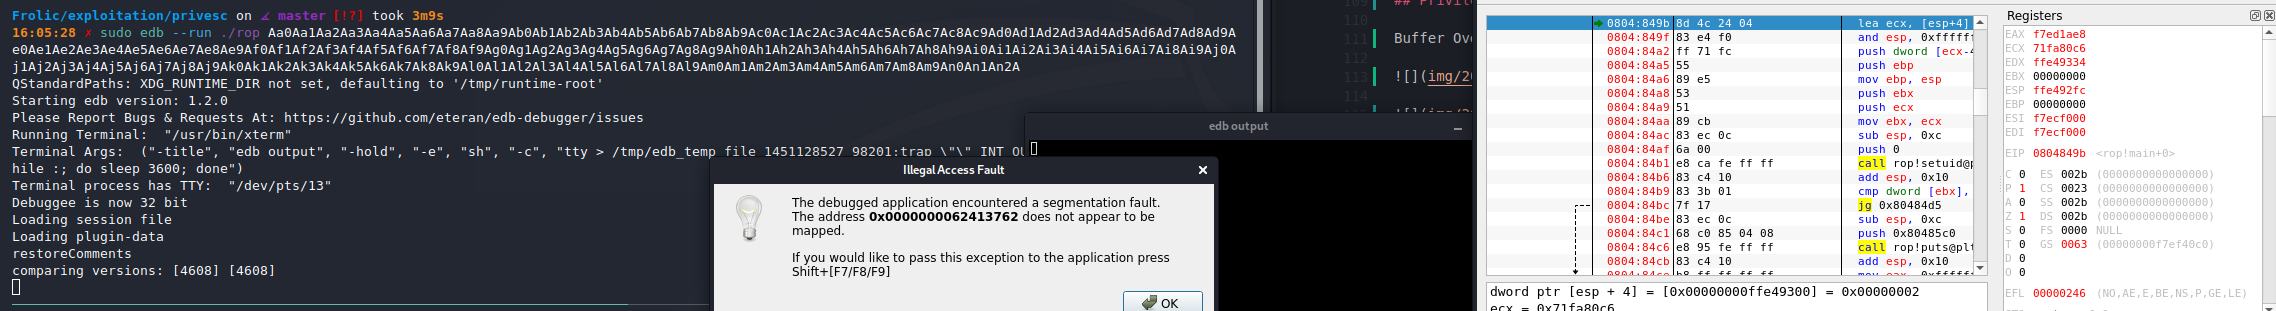 Frolic/exploitation/privesc on master [!?] took 3m9s
16:05:28 ✗ sudo edb --run ./rop Aa0Aa1Aa2Aa3Aa4Aa5Aa6Aa7Aa8Aa9Ab0Ab1Ab2Ab3Ab4Ab5Ab6Ab7Ab8Ab9Ac0Ac1Ac2Ac3Ac4Ac5Ac6Ac7Ac8Ac9Ad0Ad1Ad2Ad3Ad4Ad5Ad6Ad7Ad8Ad9A
e0Ae1Ae2Ae3Ae4Ae5Ae6Ae7Ae8Ae9Af0Af1Af2Af3Af4Af5Af6Af7Af8Af9Ag0Ag1Ag2Ag3Ag4Ag5Ag6Ag7Ag8Ag9Ah0Ah1Ah2Ah3Ah4Ah5Ah6Ah7Ah8Ah9Ai0Ai1Ai2Ai3Ai4Ai5Ai6Ai7Ai8Ai9Aj0A
j1Aj2Aj3Aj4Aj5Aj6Aj7Aj8Aj9Ak0Ak1Ak2Ak3Ak4Ak5Ak6Ak7Ak8Ak9Al0Al1Al2Al3Al4Al5Al6Al7Al8Al9Am0Am1Am2Am3Am4Am5Am6Am7Am8Am9An0An1An2A
QStandardPaths: XDG_RUNTIME_DIR not set, defaulting to '/tmp/runtime-root'
Starting edb version: 1.2.0
Please Report Bugs & Requests At: https://github.com/eteran/edb-debugger/issues
Running Terminal:  "/usr/bin/xterm"
Terminal Args:  ("-title", "edb output", "-hold", "-e", "sh", "-c", "tty > /tmp/edb_temp_file_1451128527_98201;trap \"\" INT QU
hile :; do sleep 3600; done")
Terminal process has TTY:  "/dev/pts/13"
Debuggee is now 32 bit
Loading session file
Loading plugin-data
restoreComments
comparing versions: [4608] [4608]
110
111 Buffer Ov
112
113 ![](img/20
114
edb output
Illegal Access Fault
The debugged application encountered a segmentation fault.
The address 0x0000000062413762 does not appear to be
mapped.
If you would like to pass this exception to the application press
Shift+[F7/F8/F9]
OK
0804:849b 8d 4c 24 04 lea ecx, [esp+4]
0804:849f 83 e4 f0 and esp, 0xffffff
0804:84a2 ff 71 fc push dword [ecx-4
0804:84a5 55 push ebp
0804:84a6 89 e5 mov ebp, esp
0804:84a8 53 push ebx
0804:84a9 51 push ecx
0804:84aa 89 cb mov ebx, ecx
0804:84ac 83 ec 0c sub esp, 0xc
0804:84af 6a 00 push 0
0804:84b1 e8 ca fe ff ff call rop!setuid@p
0804:84b6 83 c4 10 add esp, 0x10
0804:84b9 83 3b 01 cmp dword [ebx],
0804:84bc 7f 17 jg 0x80484d5
0804:84be 83 ec 0c sub esp, 0xc
0804:84c1 68 c0 85 04 08 push 0x80485c0
0804:84c6 e8 95 fe ff ff call rop!puts@plt
0804:84cb 83 c4 10 add esp, 0x10
dword ptr [esp + 4] = [0x00000000ffe49300] = 0x00000002
ecx = 0x71fa80c6
Registers
EAX f7ed1ae8
ECX 71fa80c6
EDX ffe49334
EBX 00000000
ESP ffe492fc
EBP 00000000
ESI f7ecf000
EDI f7ecf000
EIP 0804849b <rop!main+0>
C 0 ES 002b (0000000000000000)
P 1 CS 0023 (0000000000000000)
A 0 SS 002b (0000000000000000)
Z 1 DS 002b (0000000000000000)
S 0 FS 0000 NULL
T 0 GS 0063 (00000000f7ef40c0)
D 0
O 0
EFL 00000246 (NO,AE,E,BE,NS,P,GE,LE)